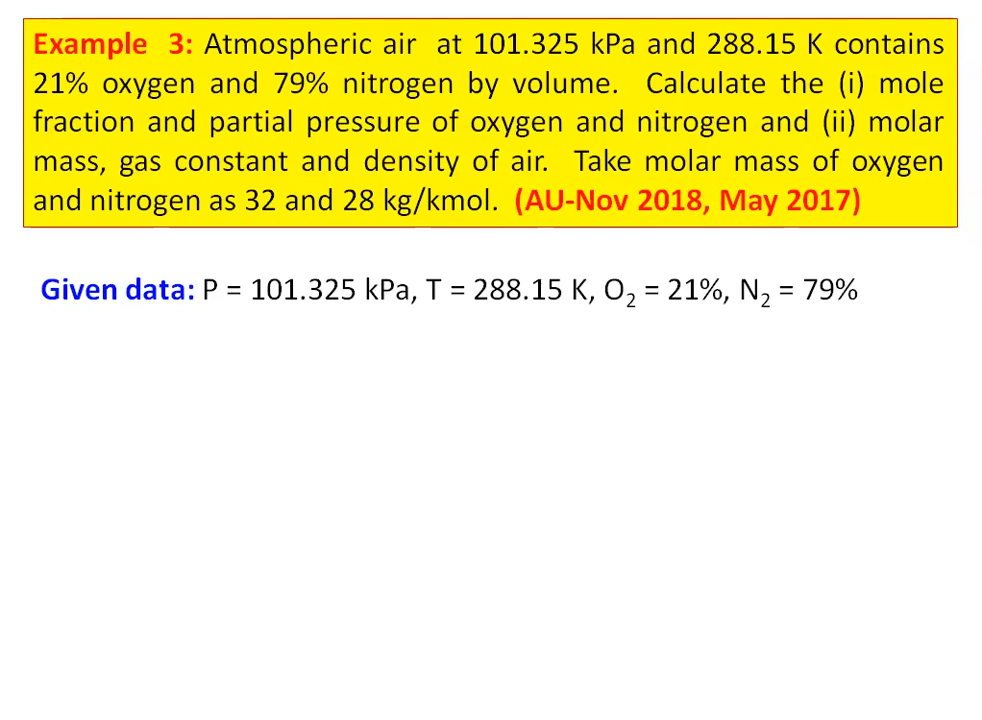 Example 3: Atmospheric air at 101.325 kPa and 288.15 K contains
21% oxygen and 79% nitrogen by volume. Calculate the (i) mole
fraction and partial pressure of oxygen and nitrogen and (ii) molar
mass, gas constant and density of air. Take molar mass of oxygen
and nitrogen as 32 and 28 kg/kmol. (AU-Nov 2018, May 2017)
Given data: P = 101.325 kPa, T = 288.15 K, O₂ = 21%, N₂ = 79%